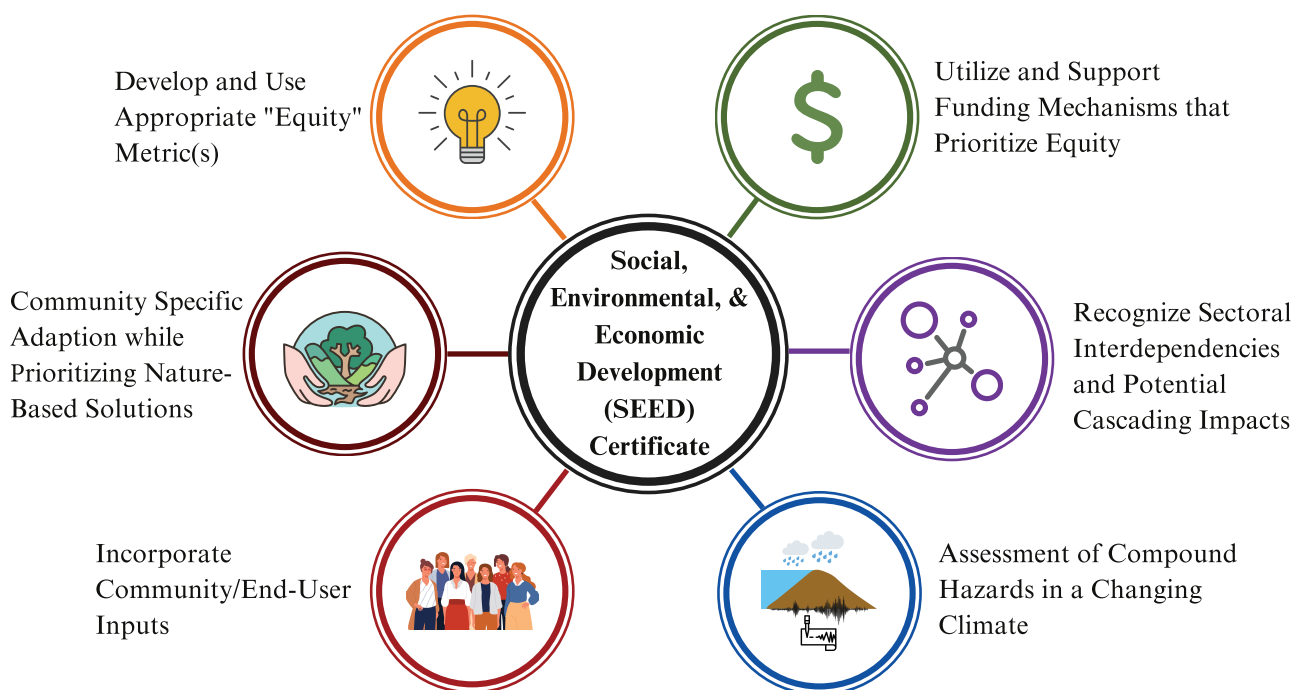 Develop and Use
Appropriate "Equity"
Metric(s)
Utilize and Support
Funding Mechanisms that
Prioritize Equity
Social,
Environmental, &
Economic
Development
(SEED)
Certificate
Community Specific
Adaption while
Prioritizing Nature-
Based Solutions
Recognize Sectoral
Interdependencies
and Potential
Cascading Impacts
Incorporate
Community/End-User
Inputs
Assessment of Compound
Hazards in a Changing
Climate